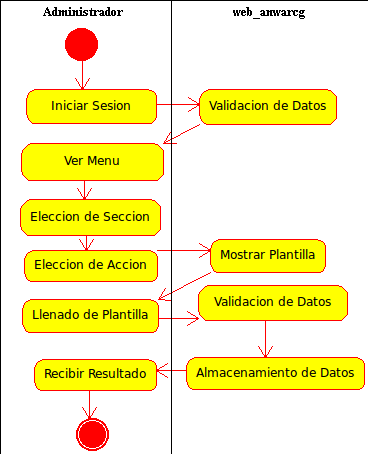 Administrador
web_anwarcg
Iniciar Sesion
Validacion de Datos
Ver Menu
Eleccion de Seccion
Eleccion de Accion
Mostrar Plantilla
Llenado de Plantilla
Validacion de Datos
Recibir Resultado
Almacenamiento de Datos